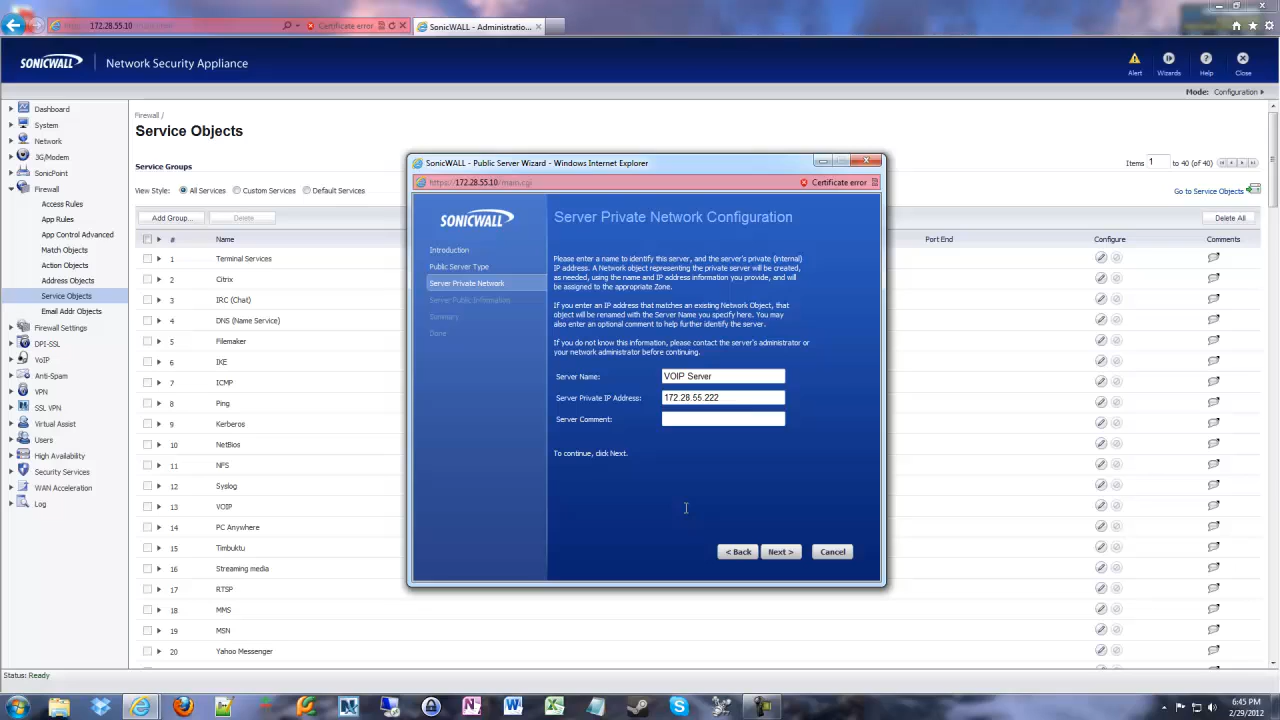 172.28.55.10
Certificate error
SonicWALL - Administratio...
SONICWALL
Network Security Appliance
Alert
Wizards
Help
Close
Mode: Configuration
Dashboard
System
Network
3G/Modem
SonicPoint
Firewall
Access Rules
App Rules
App Control Advanced
Match Objects
Action Objects
Address Objects
Service Objects
Email Addr Objects
Firewall Settings
DPI-SSL
VoIP
Anti-Spam
VPN
SSL VPN
Virtual Assist
Users
High Availability
Security Services
WAN Acceleration
Log
Firewall /
Service Objects
Service Groups
Items 1 to 40 (of 40)
View Style: All Services Custom Services Default Services
Go to Service Objects
Add Group... Delete
Delete All
# Name Port End Configure Comments
1 Terminal Services
2 Citrix
3 IRC (Chat)
4 DNS (Name Service)
5 Filemaker
6 IKE
7 ICMP
8 Ping
9 Kerberos
10 NetBios
11 NFS
12 Syslog
13 VOIP
14 PC Anywhere
15 Timbuktu
16 Streaming media
17 RTSP
18 MMS
19 MSN
20 Yahoo Messenger
SonicWALL - Public Server Wizard - Windows Internet Explorer
https://172.28.55.10/main.cgi
Certificate error
SONICWALL
Introduction
Public Server Type
Server Private Network
Server Public Information
Summary
Done
Server Private Network Configuration
Please enter a name to identify this server, and the server's private (internal)
IP address. A Network object representing the private server will be created,
as needed, using the name and IP address information you provide, and will
be assigned to the appropriate Zone.
If you enter an IP address that matches an existing Network Object, that
object will be renamed with the Server Name you specify here. You may
also enter an optional comment to help further identify the server.
If you do not know this information, please contact the server's administrator or
your network administrator before continuing.
Server Name: VOIP Server
Server Private IP Address: 172.28.55.222
Server Comment:
To continue, click Next.
< Back Next > Cancel
Status: Ready
6:45 PM
2/29/2012